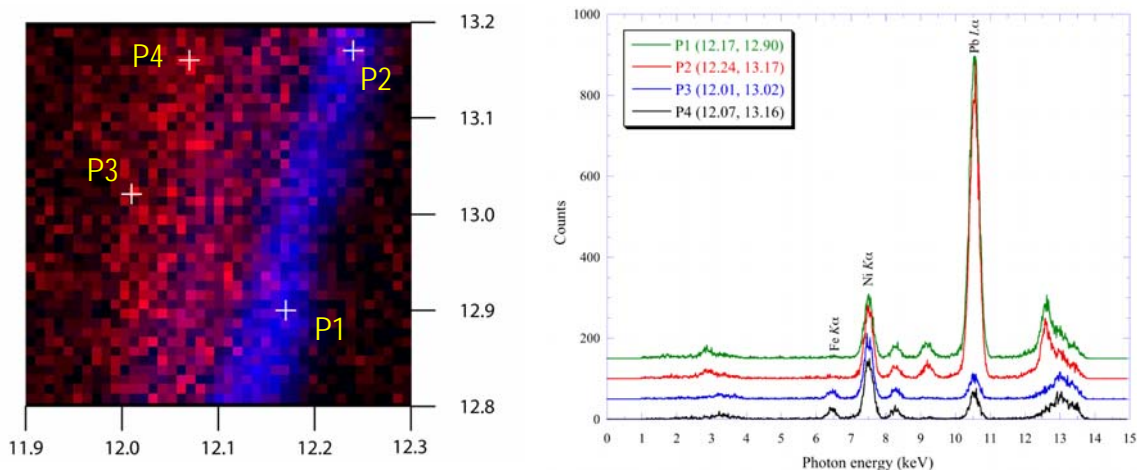 13.2
P4
P2
13.1
P3
13.0
12.9
P1
12.8
11.9 12.0 12.1 12.2 12.3
1000
800
600
400
200
0
Counts
P1 (12.17, 12.90)
P2 (12.24, 13.17)
P3 (12.01, 13.02)
P4 (12.07, 13.16)
Fe Kα
Ni Kα
Pb Lα
0 1 2 3 4 5 6 7 8 9 10 11 12 13 14 15
Photon energy (keV)